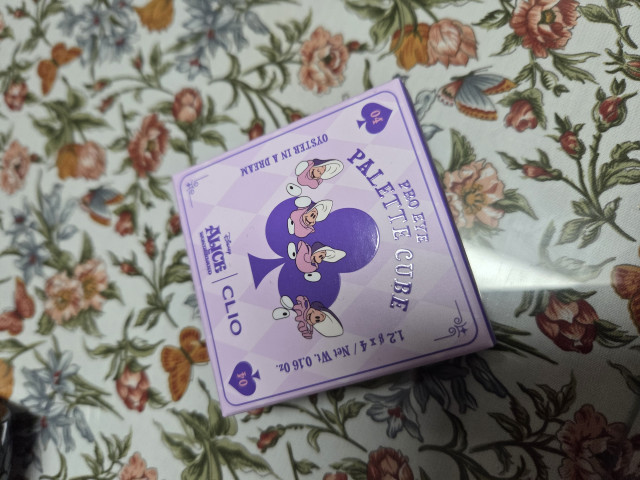 04
PRO EYE
PALETTE CUBE
OYSTER IN A DREAM
1.2 g x 4 / Net Wt. 0.16 Oz.
Disney
ALICE
CLIO
04